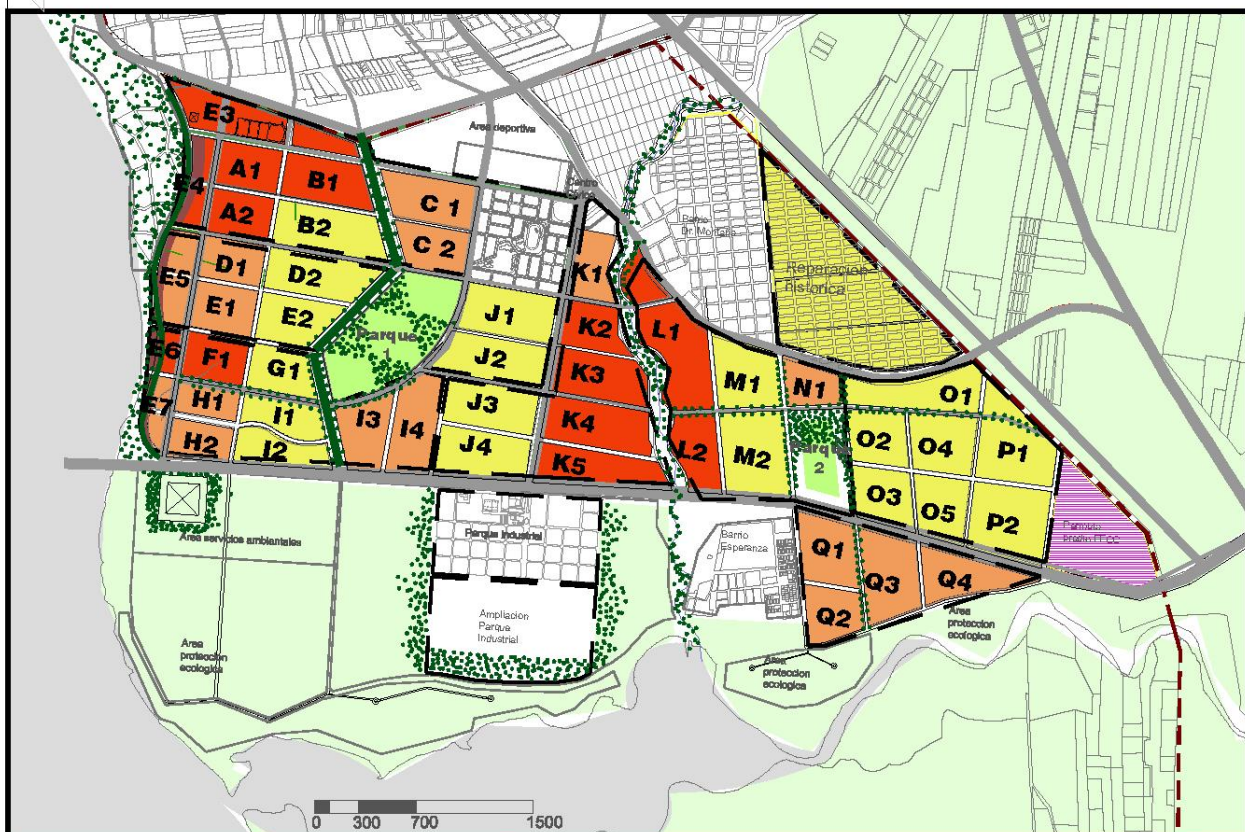 Area deportiva
E3
A1
B1
E4
A2
B2
C 1
C 2
Barrio
Dr. Montaña
Reparacion
historica
K1
D1
D2
E5
E1
E2
J1
K2
L1
Parque
1
E6
F1
G1
J2
K3
M1
N1
O1
E7
H1
I1
I3
I4
J3
K4
H2
I2
J4
K5
L2
M2
Parque
2
O2
O4
P1
O3
O5
P2
Area servicios ambientales
Parque Industrial
Barrio
Esperanza
Q1
Q3
Q4
Q2
Ampliacion
Parque
Industrial
Area
proteccion
ecologica
Area
proteccion
ecologica
Area
proteccion
ecologica
0 300 700 1500